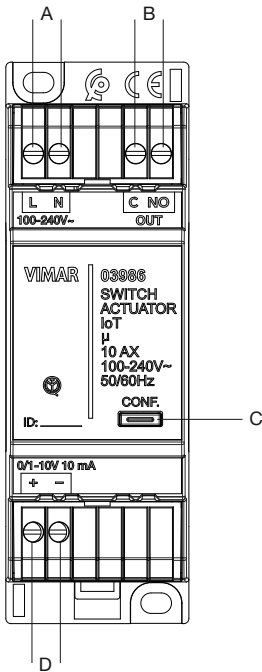 A B
CE
L N C NO
100-240V~ OUT
VIMAR
03986
SWITCH
ACTUATOR
IoT
μ
10 AX
100-240V~
50/60Hz
CONF.
C
ID:
0/1-10V 10 mA
+ -
D